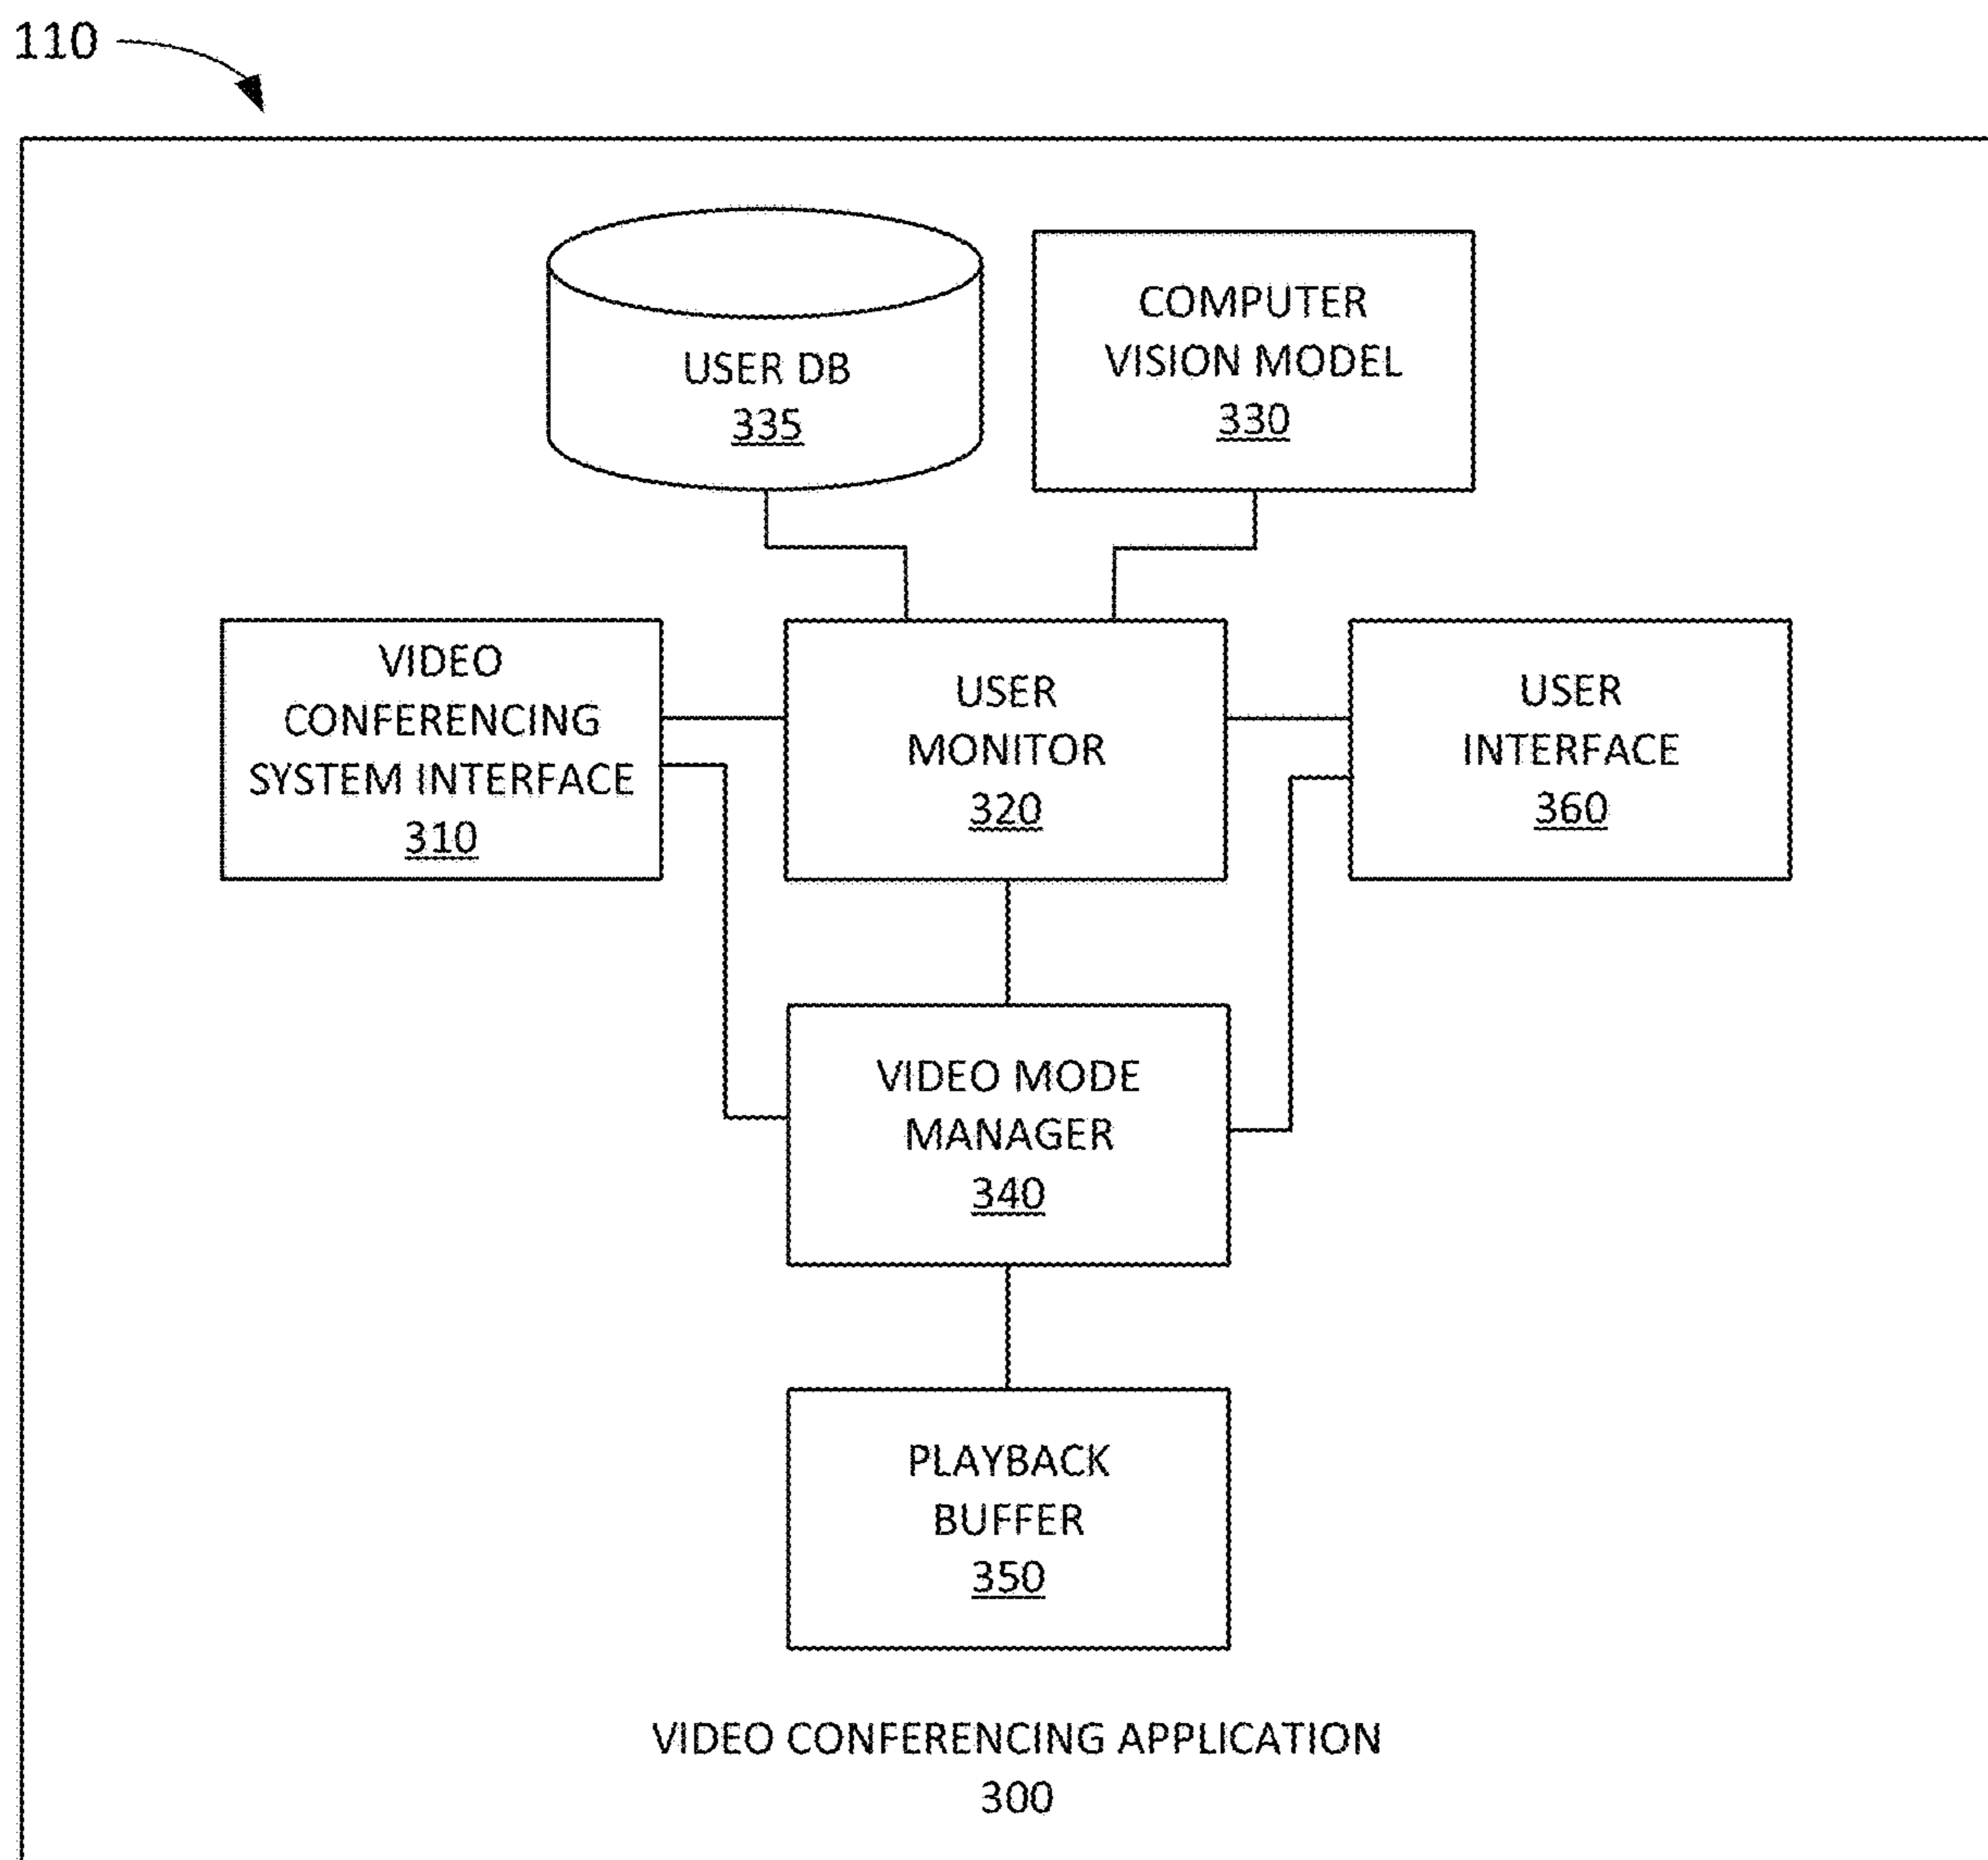 110
USER DB
335
COMPUTER
VISION MODEL
330
VIDEO
CONFERENCING
SYSTEM INTERFACE
310
USER
MONITOR
320
USER
INTERFACE
360
VIDEO MODE
MANAGER
340
PLAYBACK
BUFFER
350
VIDEO CONFERENCING APPLICATION
300